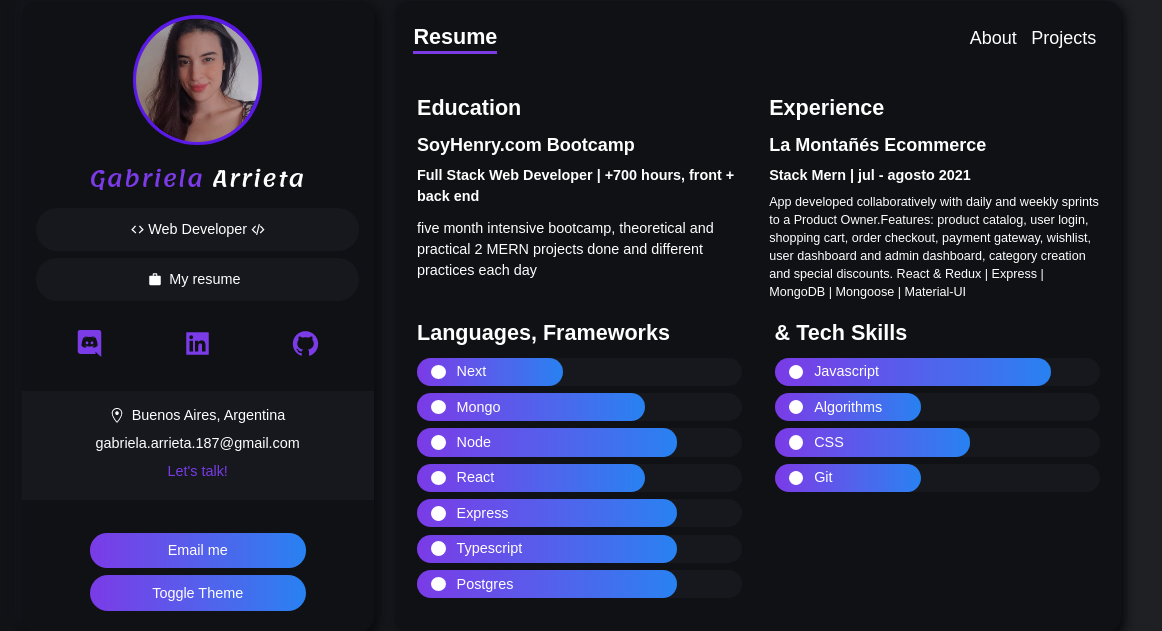 Gabriela Arrieta
Web Developer
My resume
Buenos Aires, Argentina
gabriela.arrieta.187@gmail.com
Let's talk!
Email me
Toggle Theme
Resume
About Projects
Education
SoyHenry.com Bootcamp
Full Stack Web Developer | +700 hours, front +
back end
five month intensive bootcamp, theoretical and
practical 2 MERN projects done and different
practices each day
Experience
La Montañés Ecommerce
Stack Mern | jul - agosto 2021
App developed collaboratively with daily and weekly sprints
to a Product Owner.Features: product catalog, user login,
shopping cart, order checkout, payment gateway, wishlist,
user dashboard and admin dashboard, category creation
and special discounts. React & Redux | Express |
MongoDB | Mongoose | Material-UI
Languages, Frameworks
Next
Mongo
Node
React
Express
Typescript
Postgres
& Tech Skills
Javascript
Algorithms
CSS
Git